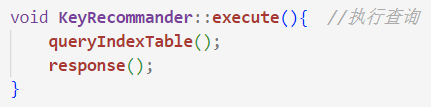 void KeyRecommander::execute(){  //执行查询
    queryIndexTable();
    response();
}